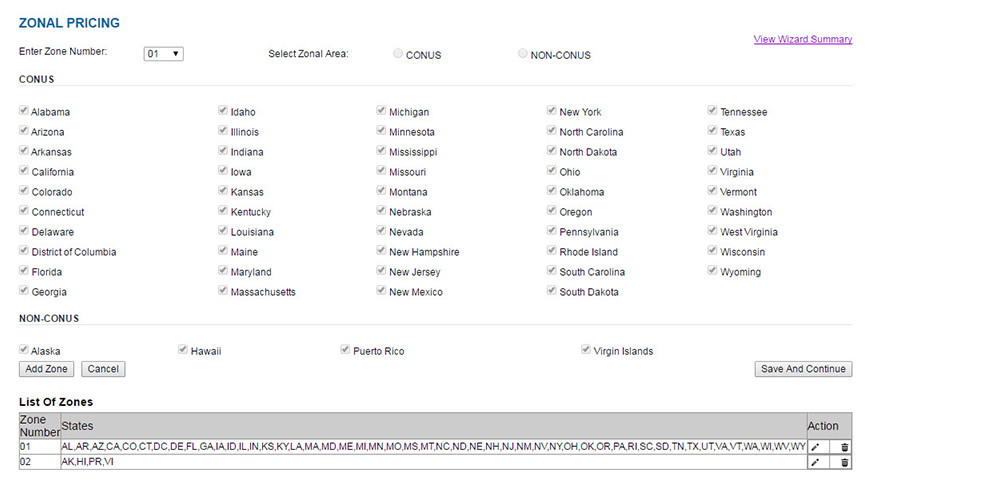 ZONAL PRICING
View Wizard Summary
Enter Zone Number: 01 Select Zonal Area: CONUS NON-CONUS
CONUS
Alabama Idaho Michigan New York Tennessee
Arizona Illinois Minnesota North Carolina Texas
Arkansas Indiana Mississippi North Dakota Utah
California Iowa Missouri Ohio Virginia
Colorado Kansas Montana Oklahoma Vermont
Connecticut Kentucky Nebraska Oregon Washington
Delaware Louisiana Nevada Pennsylvania West Virginia
District of Columbia Maine New Hampshire Rhode Island Wisconsin
Florida Maryland New Jersey South Carolina Wyoming
Georgia Massachusetts New Mexico South Dakota
NON-CONUS
Alaska Hawaii Puerto Rico Virgin Islands
Add Zone Cancel Save And Continue
List Of Zones
Zone Number States Action
01 AL,AR,AZ,CA,CO,CT,DC,DE,FL,GA,IA,ID,IL,IN,KS,KY,LA,MA,MD,ME,MI,MN,MO,MS,MT,NC,ND,NE,NH,NJ,NM,NV,NY,OH,OK,OR,PA,RI,SC,SD,TN,TX,UT,VA,VT,WA,WI,WV,WY
02 AK,HI,PR,VI